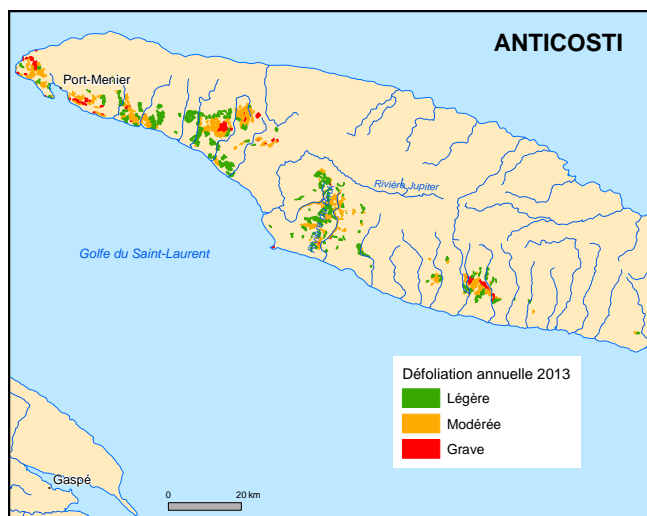 ANTICOSTI
Port-Menier
Rivière Jupiter
Golfe du Saint-Laurent
Défoliation annuelle 2013
Légère
Modérée
Grave
Gaspé
0 20 km